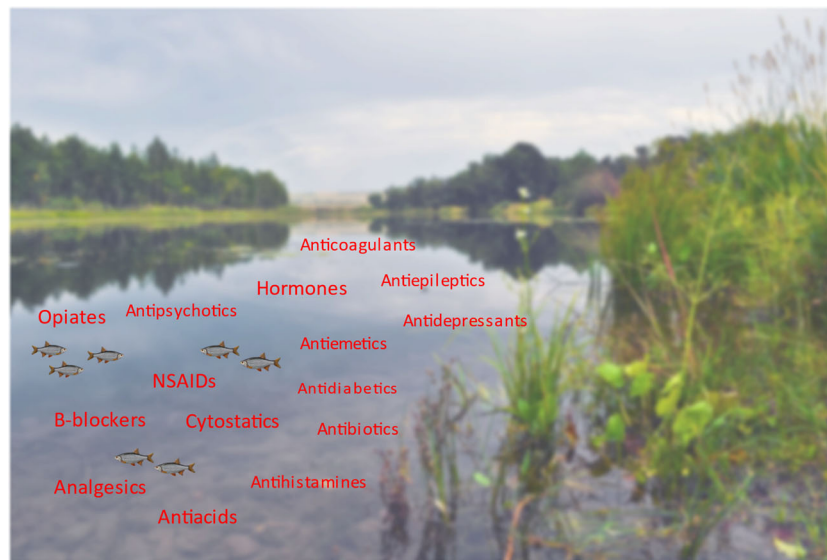 Anticoagulants
Hormones
Antiepileptics
Opiates
Antipsychotics
Antidepressants
Antiemetics
NSAIDs
Antidiabetics
B-blockers
Cytostatics
Antibiotics
Analgesics
Antihistamines
Antiacids